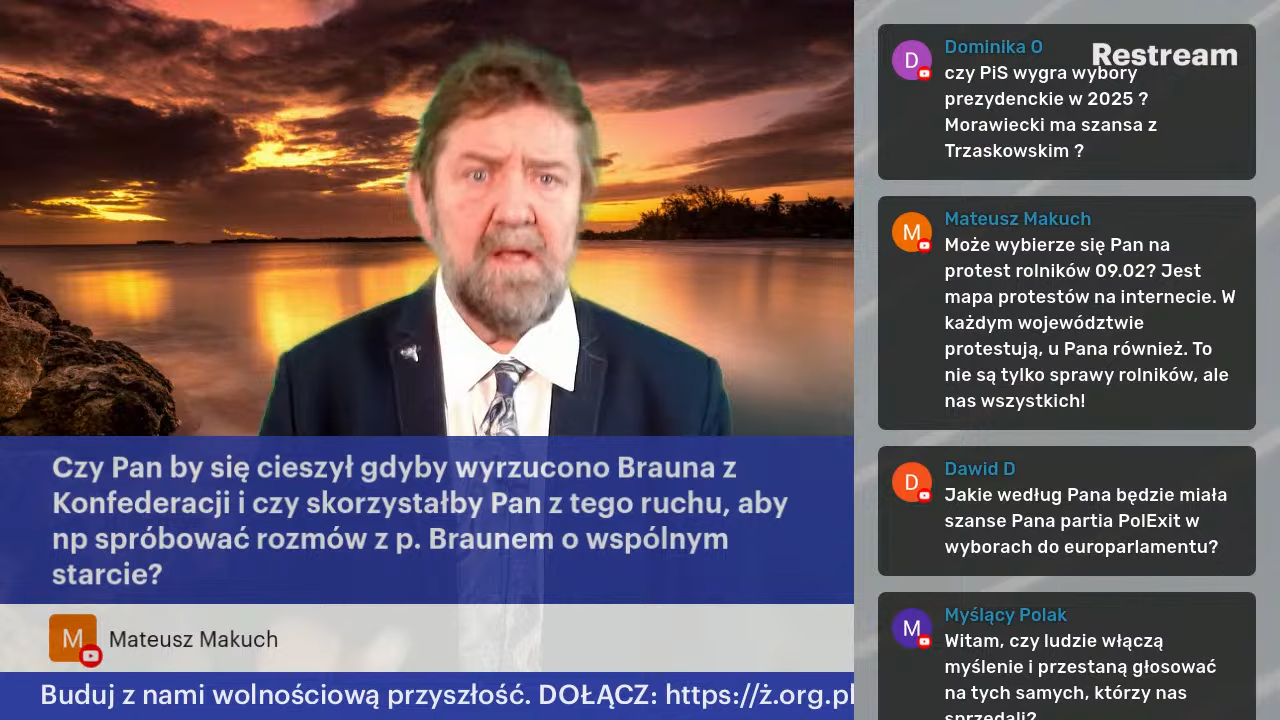 Czy Pan by się cieszył gdyby wyrzucono Brauna z
Konfederacji i czy skorzystałby Pan z tego ruchu, aby
np spróbować rozmów z p. Braunem o wspólnym
starcie?
M
Mateusz Makuch
Buduj z nami wolnościową przyszłość. DOŁĄCZ: https://ż.org.pl
Restream
D
Dominika O
czy PiS wygra wybory
prezydenckie w 2025 ?
Morawiecki ma szansa z
Trzaskowskim ?
M
Mateusz Makuch
Może wybierze się Pan na
protest rolników 09.02? Jest
mapa protestów na internecie. W
każdym województwie
protestują, u Pana również. To
nie są tylko sprawy rolników, ale
nas wszystkich!
D
Dawid D
Jakie według Pana będzie miała
szanse Pana partia PolExit w
wyborach do europarlamentu?
M
Myślący Polak
Witam, czy ludzie włączą
myślenie i przestaną głosować
na tych samych, którzy nas
sprzedali?